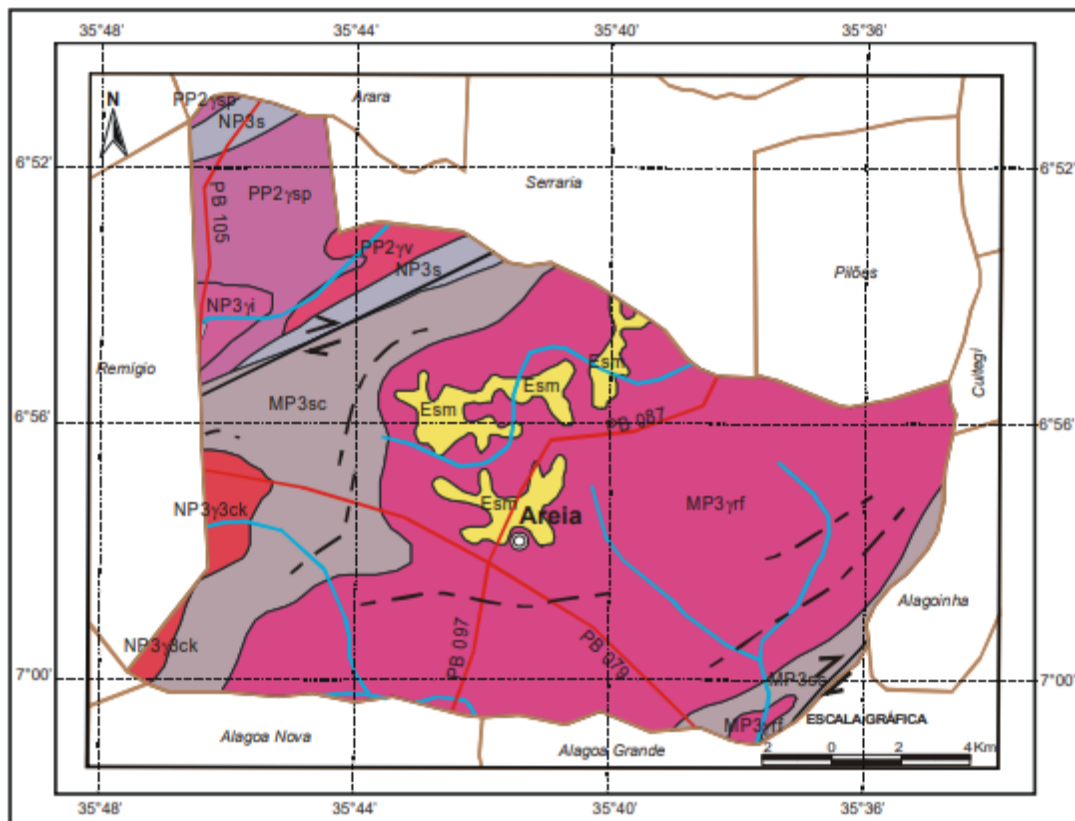 35°48'
35°44'
35°40'
35°36'
N
PP2γsp
NP3s
Arara
6°52'
6°52'
PB 105
PP2γsp
Serraria
PP2γv
NP3s
Pilões
NP3γi
Remígio
Cuitegi
Esm
Esm
Esm
MP3sc
6°56'
6°56'
PB 087
NP3γ3ck
Esm
Areia
MP3γrf
Alagoinha
NP3γ3ck
PB 097
PB 079
7°00'
7°00'
MP3sc
MP3γrf
ESCALA GRÁFICA
Alagoa Nova
Alagoa Grande
2 0 2 4 Km
35°48'
35°44'
35°40'
35°36'